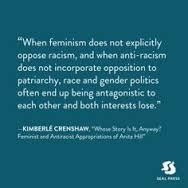 “When feminism does not explicitly
oppose racism, and when anti-racism
does not incorporate opposition to
patriarchy, race and gender politics
often end up being antagonistic to
each other and both interests lose.”
—KIMBERLÉ CRENSHAW, “Whose Story Is It, Anyway?
Feminist and Antiracist Appropriations of Anita Hill”
SEAL PRESS